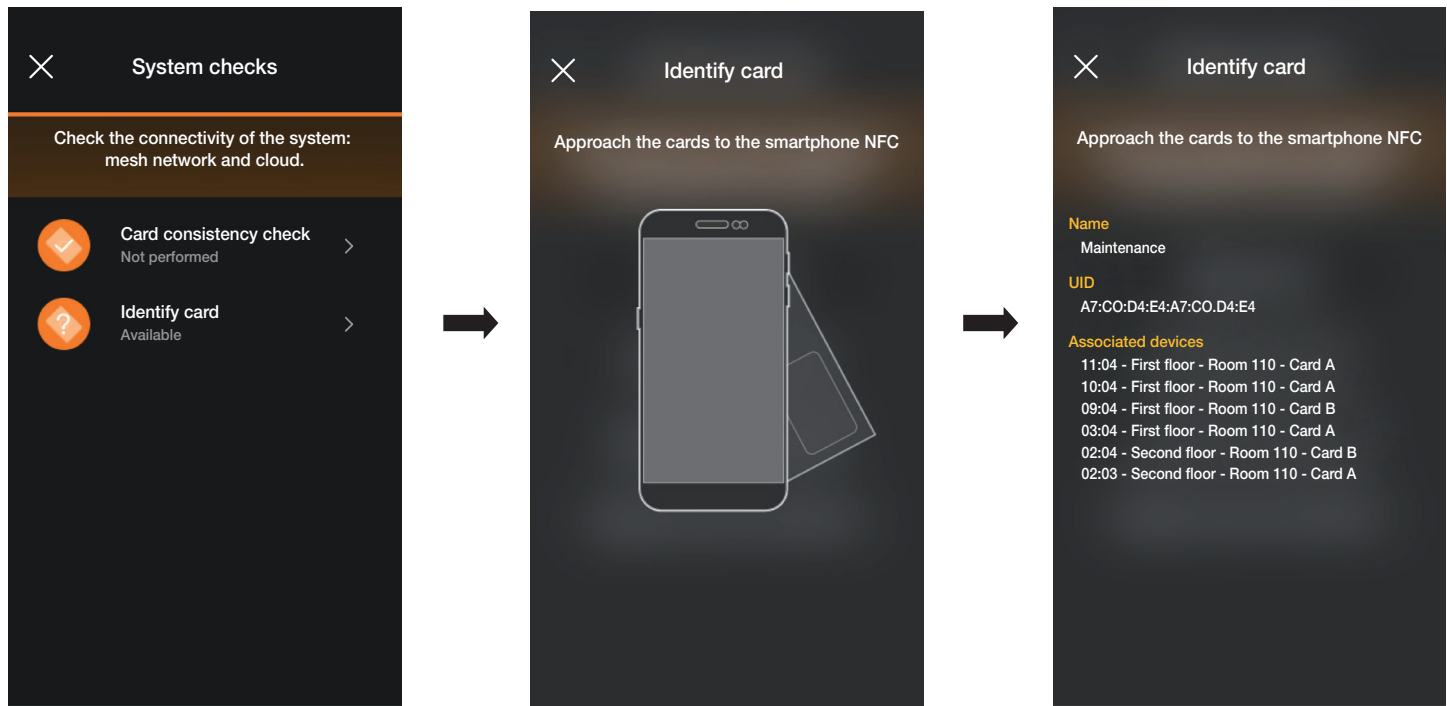 System checks
Check the connectivity of the system:
mesh network and cloud.
Card consistency check
Not performed
Identify card
Available
Identify card
Approach the cards to the smartphone NFC
Identify card
Approach the cards to the smartphone NFC
Name
Maintenance
UID
A7:CO:D4:E4:A7:CO.D4:E4
Associated devices
11:04 - First floor - Room 110 - Card A
10:04 - First floor - Room 110 - Card A
09:04 - First floor - Room 110 - Card B
03:04 - First floor - Room 110 - Card A
02:04 - Second floor - Room 110 - Card B
02:03 - Second floor - Room 110 - Card A